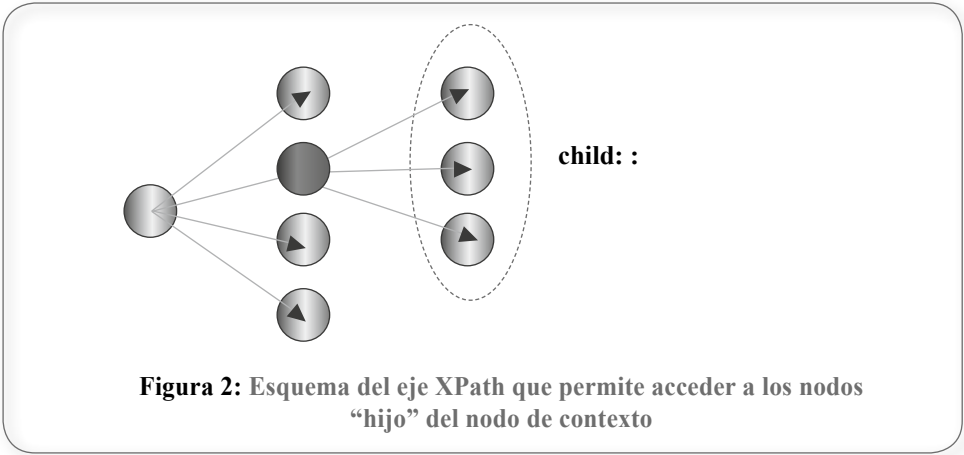 child: :
Figura 2: Esquema del eje XPath que permite acceder a los nodos
“hijo” del nodo de contexto